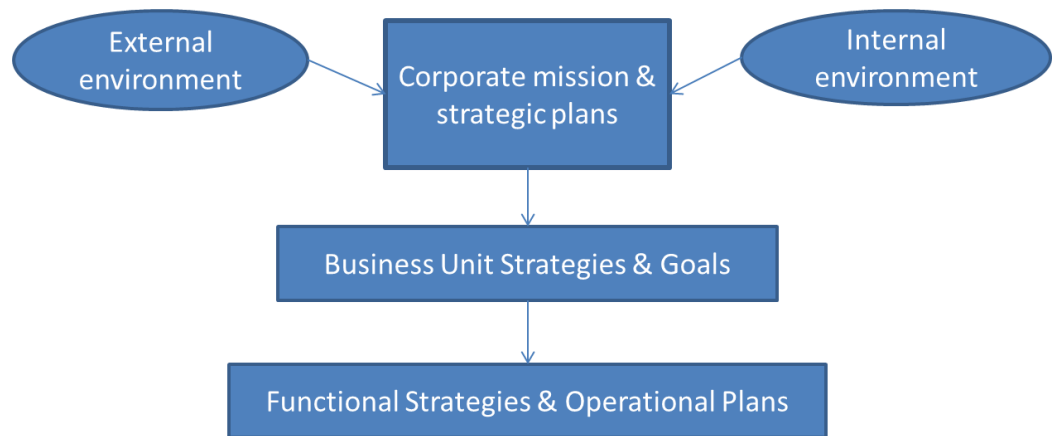 External
environment
Internal
environment
Corporate mission &
strategic plans
Business Unit Strategies & Goals
Functional Strategies & Operational Plans